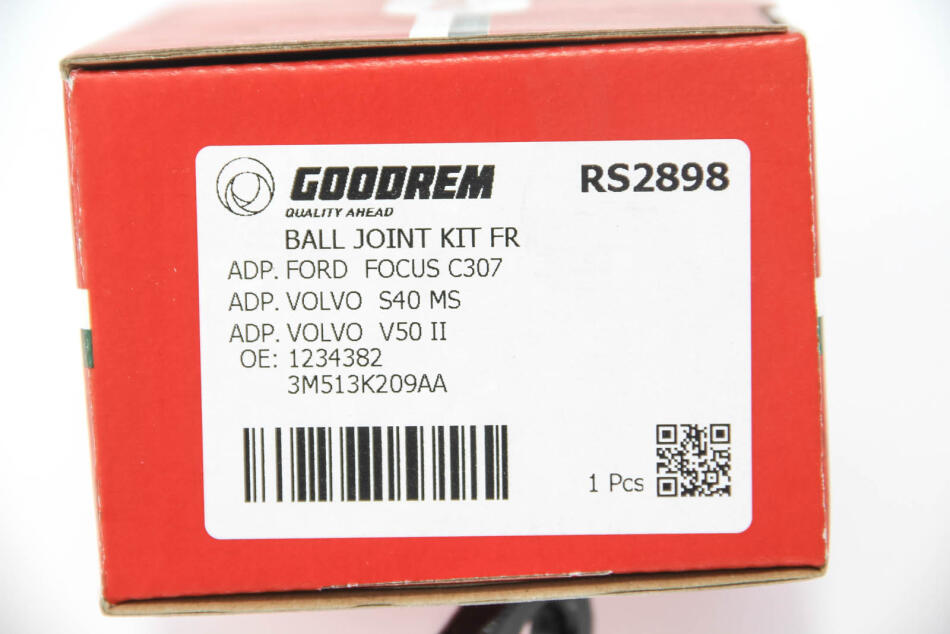 GOODREM
RS2898
QUALITY AHEAD
BALL JOINT KIT FR
ADP. FORD FOCUS C307
ADP. VOLVO S40 MS
ADP. VOLVO V50 II
OE: 1234382
3M513K209AA
1 Pcs